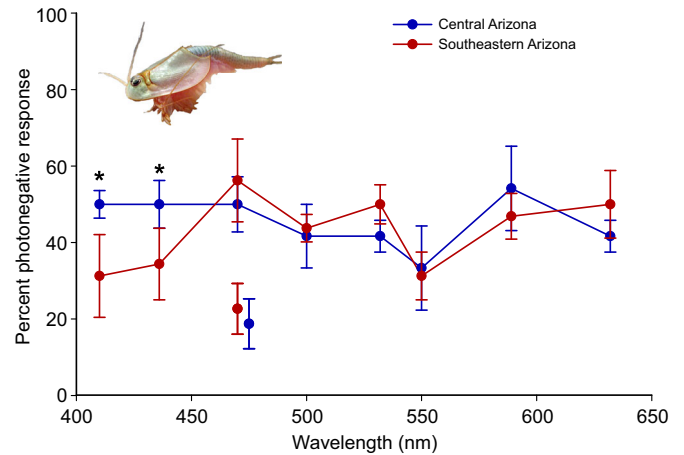 100
80
60
40
20
0
Percent photonegative response
Central Arizona
Southeastern Arizona
* *
400 450 500 550 600 650
Wavelength (nm)